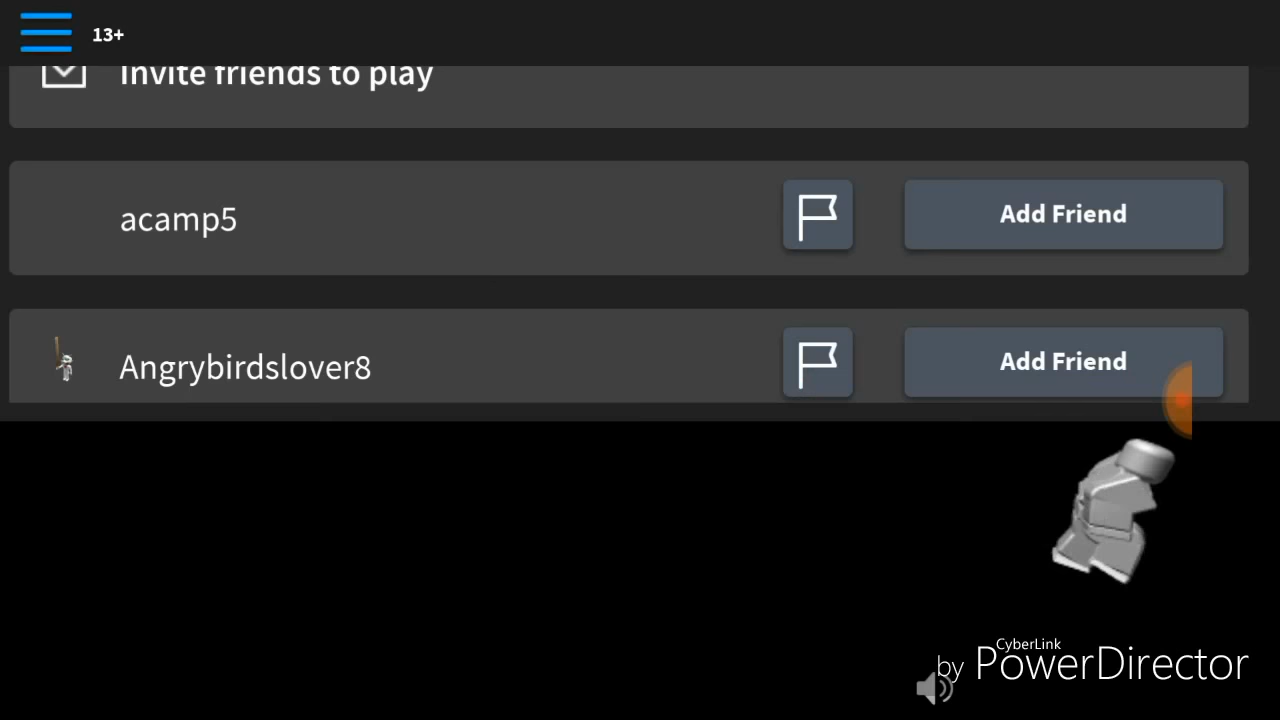 13+
Invite friends to play
acamp5
Add Friend
Angrybirdslover8
Add Friend
CyberLink
by PowerDirector